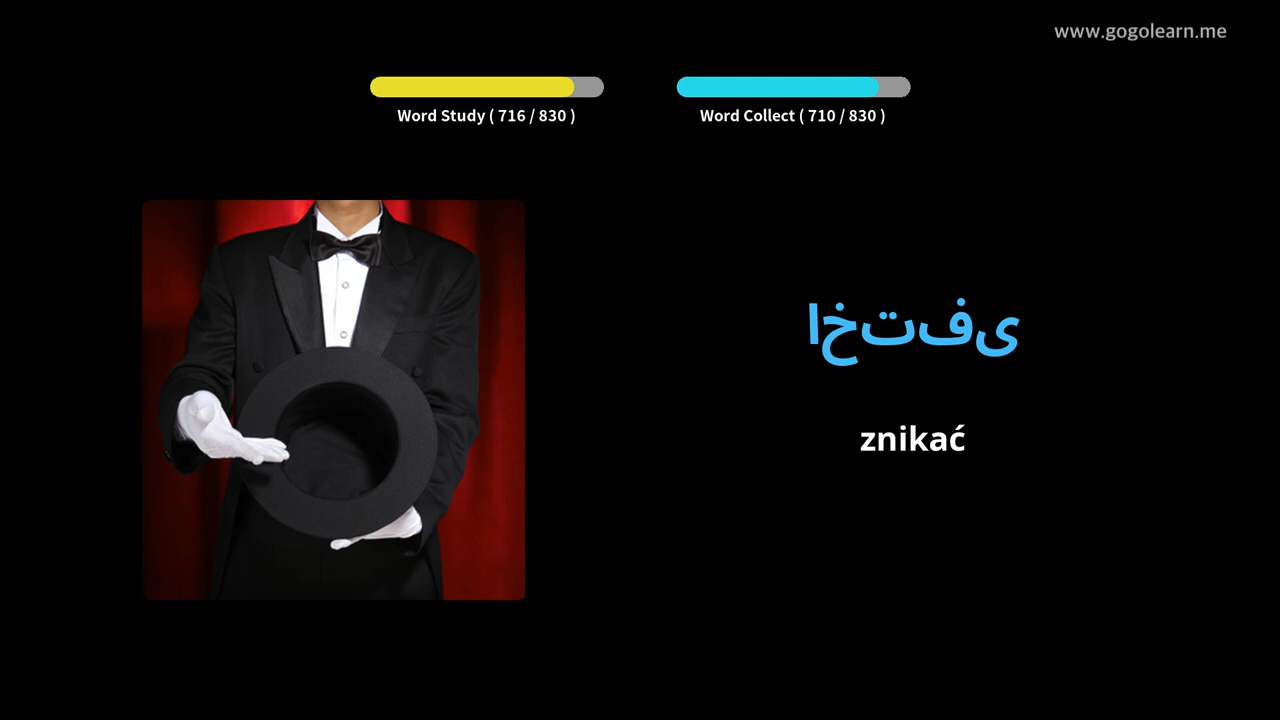 www.gogolearn.me
Word Study ( 716 / 830 )
Word Collect ( 710 / 830 )
اختفى
znikać